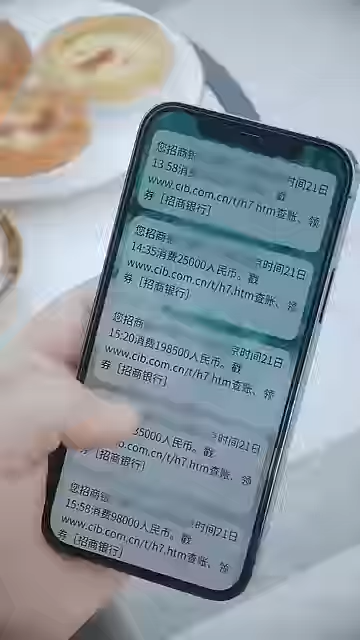 您招商 时间21日
13:58消费 戳
www.cib.com.cn/t/h7.htm查账、领
券［招商银行］
您招商 时间21日
14:35消费25000人民币。戳
www.cib.com.cn/t/h7.htm查账、领
券［招商银行］
您招商 时间21日
15:20消费198500人民币。戳
www.cib.com.cn/t/h7.htm查账、领
券［招商银行］
时间21日
35000人民币。戳
.cib.com.cn/t/h7.htm查账、领
［招商银行］
您招商银 时间21日
15:58消费98000人民币。戳
www.cib.com.cn/t/h7.htm查账、领
券［招商银行］